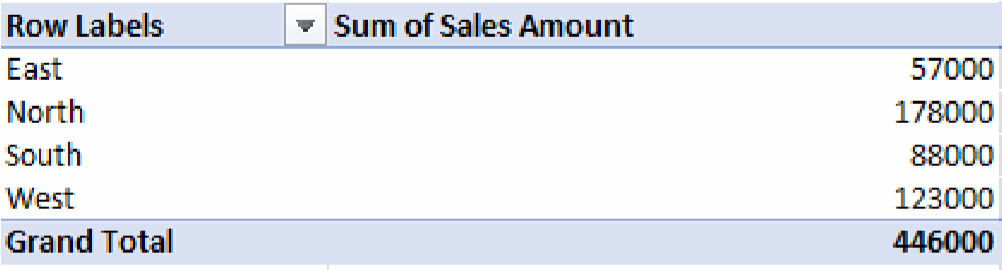 Row Labels Sum of Sales Amount
East 57000
North 178000
South 88000
West 123000
Grand Total 446000